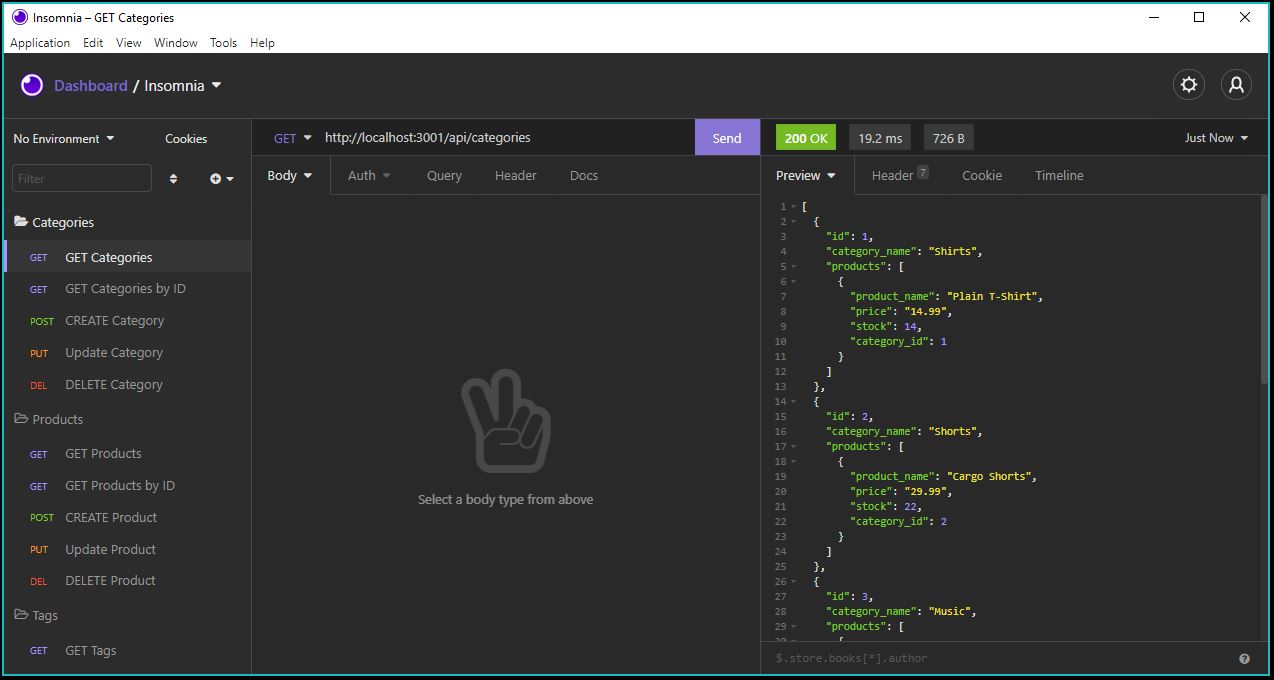 Insomnia – GET Categories
Application Edit View Window Tools Help
Dashboard / Insomnia
No Environment Cookies
Filter
Categories
GET GET Categories
GET GET Categories by ID
POST CREATE Category
PUT Update Category
DEL DELETE Category
Products
GET GET Products
GET GET Products by ID
POST CREATE Product
PUT Update Product
DEL DELETE Product
Tags
GET GET Tags
GET http://localhost:3001/api/categories Send
Body Auth Query Header Docs
Select a body type from above
200 OK 19.2 ms 726 B Just Now
Preview Header 7 Cookie Timeline
1 [
2 {
3 "id": 1,
4 "category_name": "Shirts",
5 "products": [
6 {
7 "product_name": "Plain T-Shirt",
8 "price": "14.99",
9 "stock": 14,
10 "category_id": 1
11 }
12 ]
13 },
14 {
15 "id": 2,
16 "category_name": "Shorts",
17 "products": [
18 {
19 "product_name": "Cargo Shorts",
20 "price": "29.99",
21 "stock": 22,
22 "category_id": 2
23 }
24 ]
25 },
26 {
27 "id": 3,
28 "category_name": "Music",
29 "products": [
$.store.books[*].author